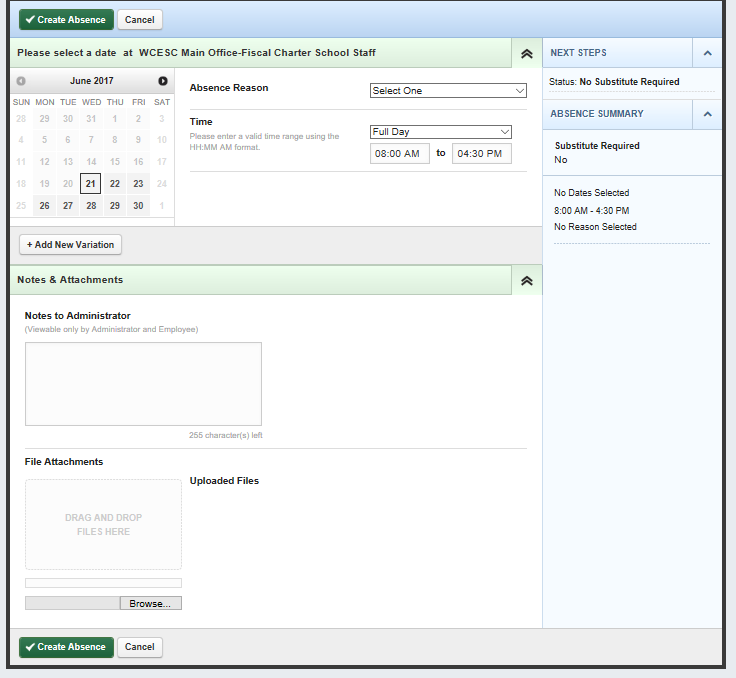 Create Absence Cancel
Please select a date at WCESC Main Office-Fiscal Charter School Staff
June 2017
SUN MON TUE WED THU FRI SAT
28 29 30 31 1 2 3
4 5 6 7 8 9 10
11 12 13 14 15 16 17
18 19 20 21 22 23 24
25 26 27 28 29 30 1
Absence Reason
Select One
Time
Please enter a valid time range using the
HH:MM AM format.
Full Day
08:00 AM to 04:30 PM
+ Add New Variation
Notes & Attachments
Notes to Administrator
(Viewable only by Administrator and Employee)
255 character(s) left
File Attachments
Uploaded Files
DRAG AND DROP
FILES HERE
Browse...
Create Absence Cancel
NEXT STEPS
Status: No Substitute Required
ABSENCE SUMMARY
Substitute Required
No
No Dates Selected
8:00 AM - 4:30 PM
No Reason Selected